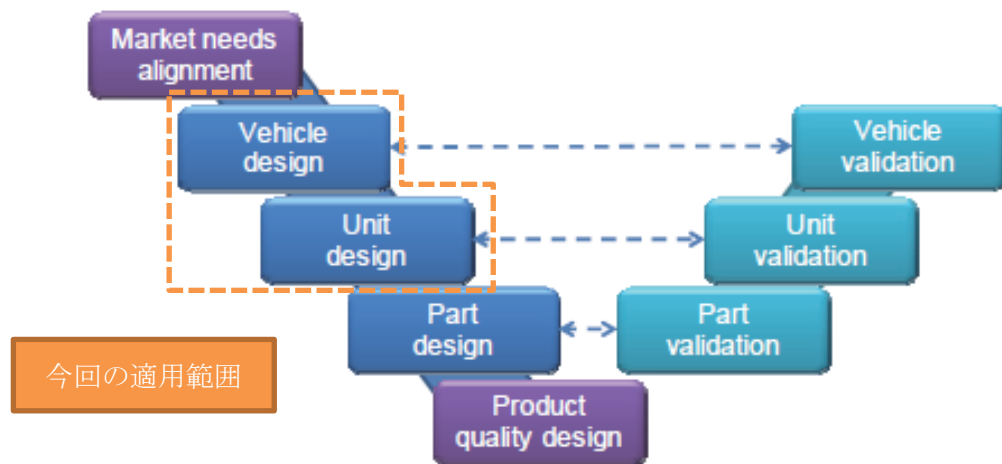 Market needs
alignment
Vehicle
design
Vehicle
validation
Unit
design
Unit
validation
Part
design
Part
validation
今回の適用範囲
Product
quality design